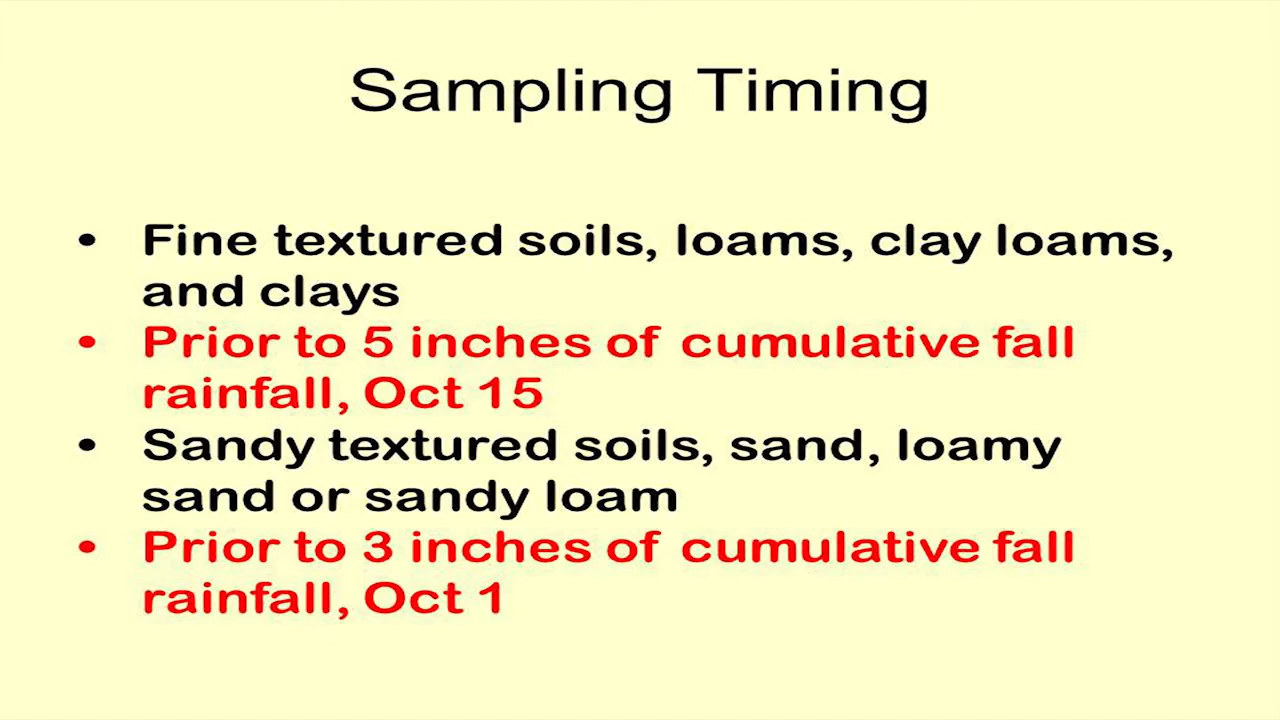 Sampling Timing
• Fine textured soils, loams, clay loams,
and clays
• Prior to 5 inches of cumulative fall
rainfall, Oct 15
• Sandy textured soils, sand, loamy
sand or sandy loam
• Prior to 3 inches of cumulative fall
rainfall, Oct 1